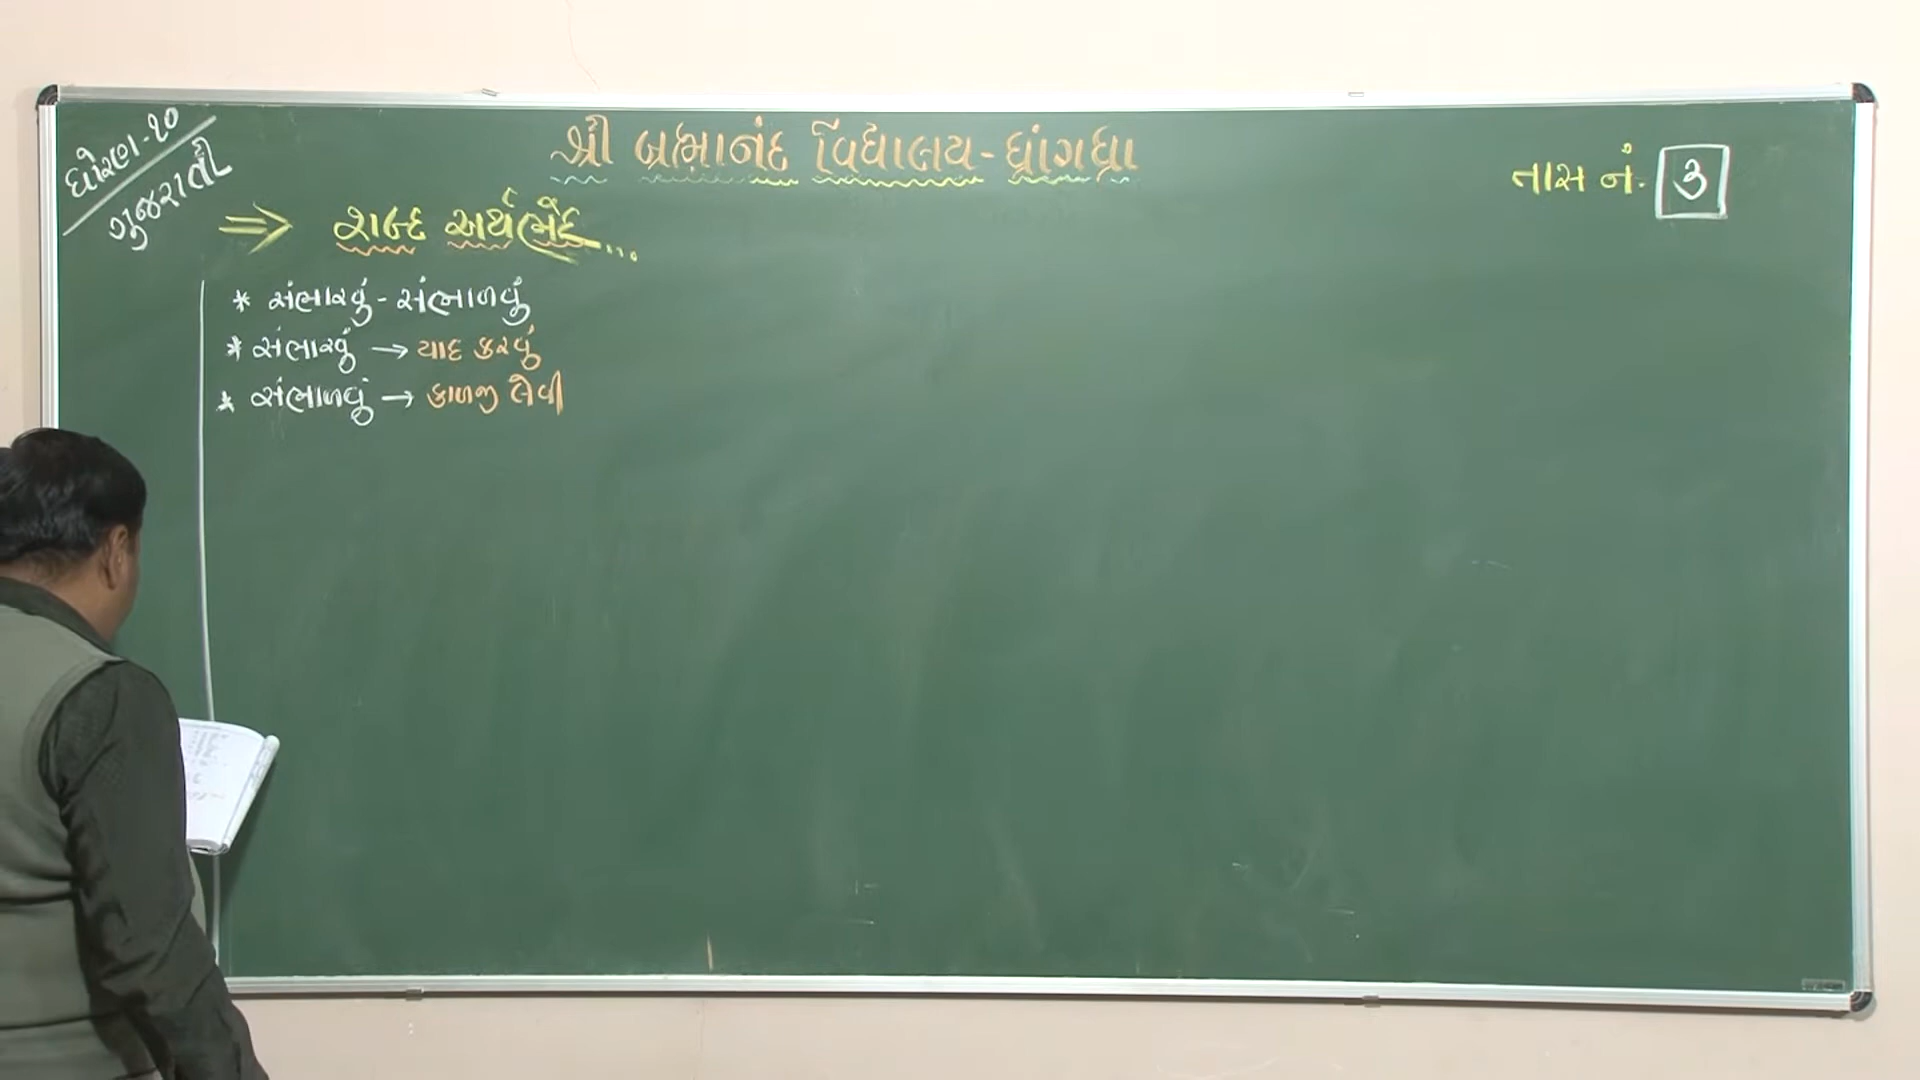 ધોરણ-૧૦
ગુજરાતી
શ્રી બ્રહ્માનંદ વિદ્યાલય-ધ્રાંગધ્રા
તાસ નં. ૩
⇒ શબ્દ અર્થભેદ...
* સંભારવું - સંભાળવું
* સંભારવું → યાદ કરવું
* સંભાળવું → કાળજી લેવી